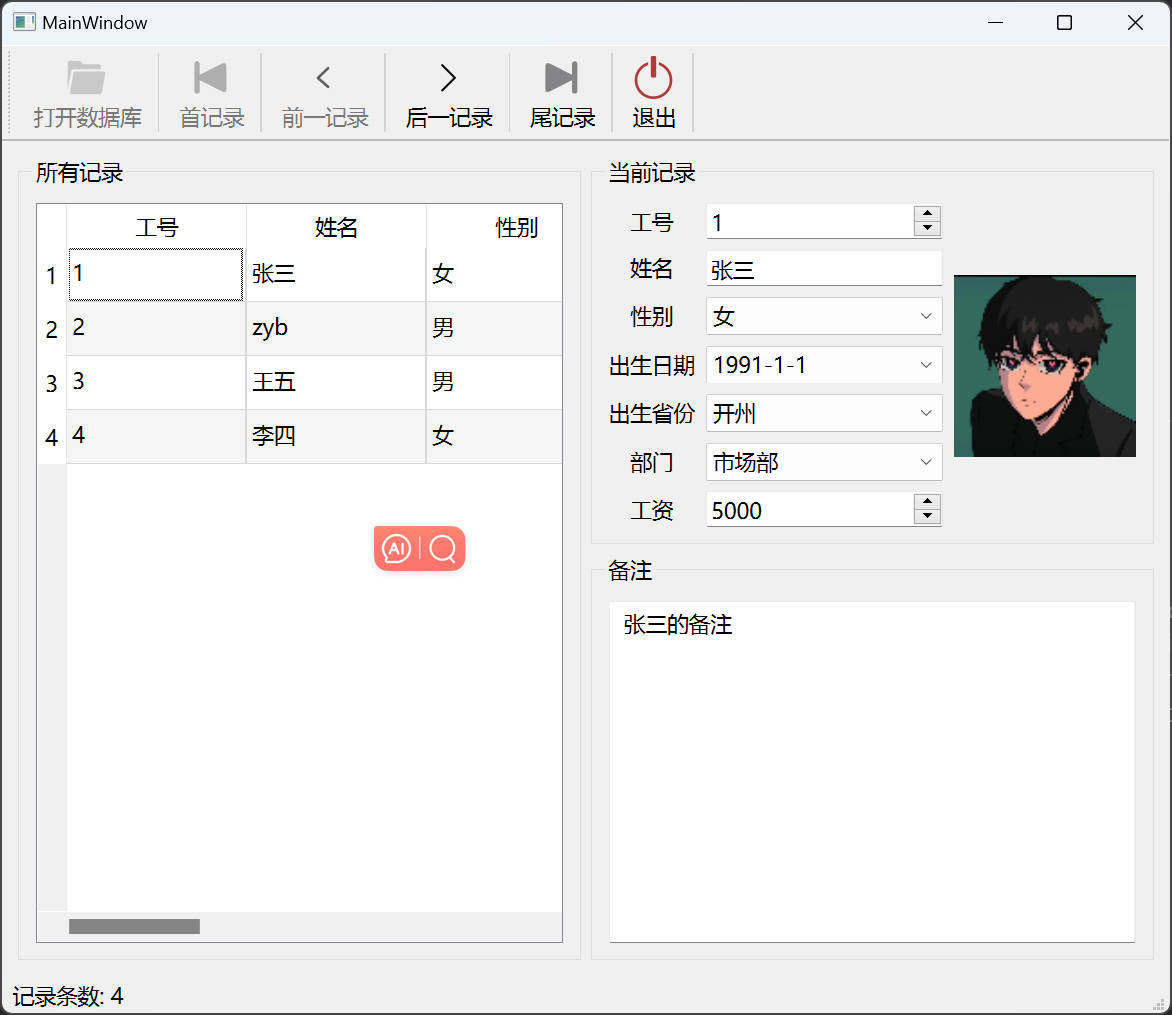 MainWindow
打开数据库 首记录 前一记录 后一记录 尾记录 退出
所有记录
工号 姓名 性别
1 1 张三 女
2 2 zyb 男
3 3 王五 男
4 4 李四 女
AI
当前记录
工号 1
姓名 张三
性别 女
出生日期 1991-1-1
出生省份 开州
部门 市场部
工资 5000
备注
张三的备注
记录条数: 4